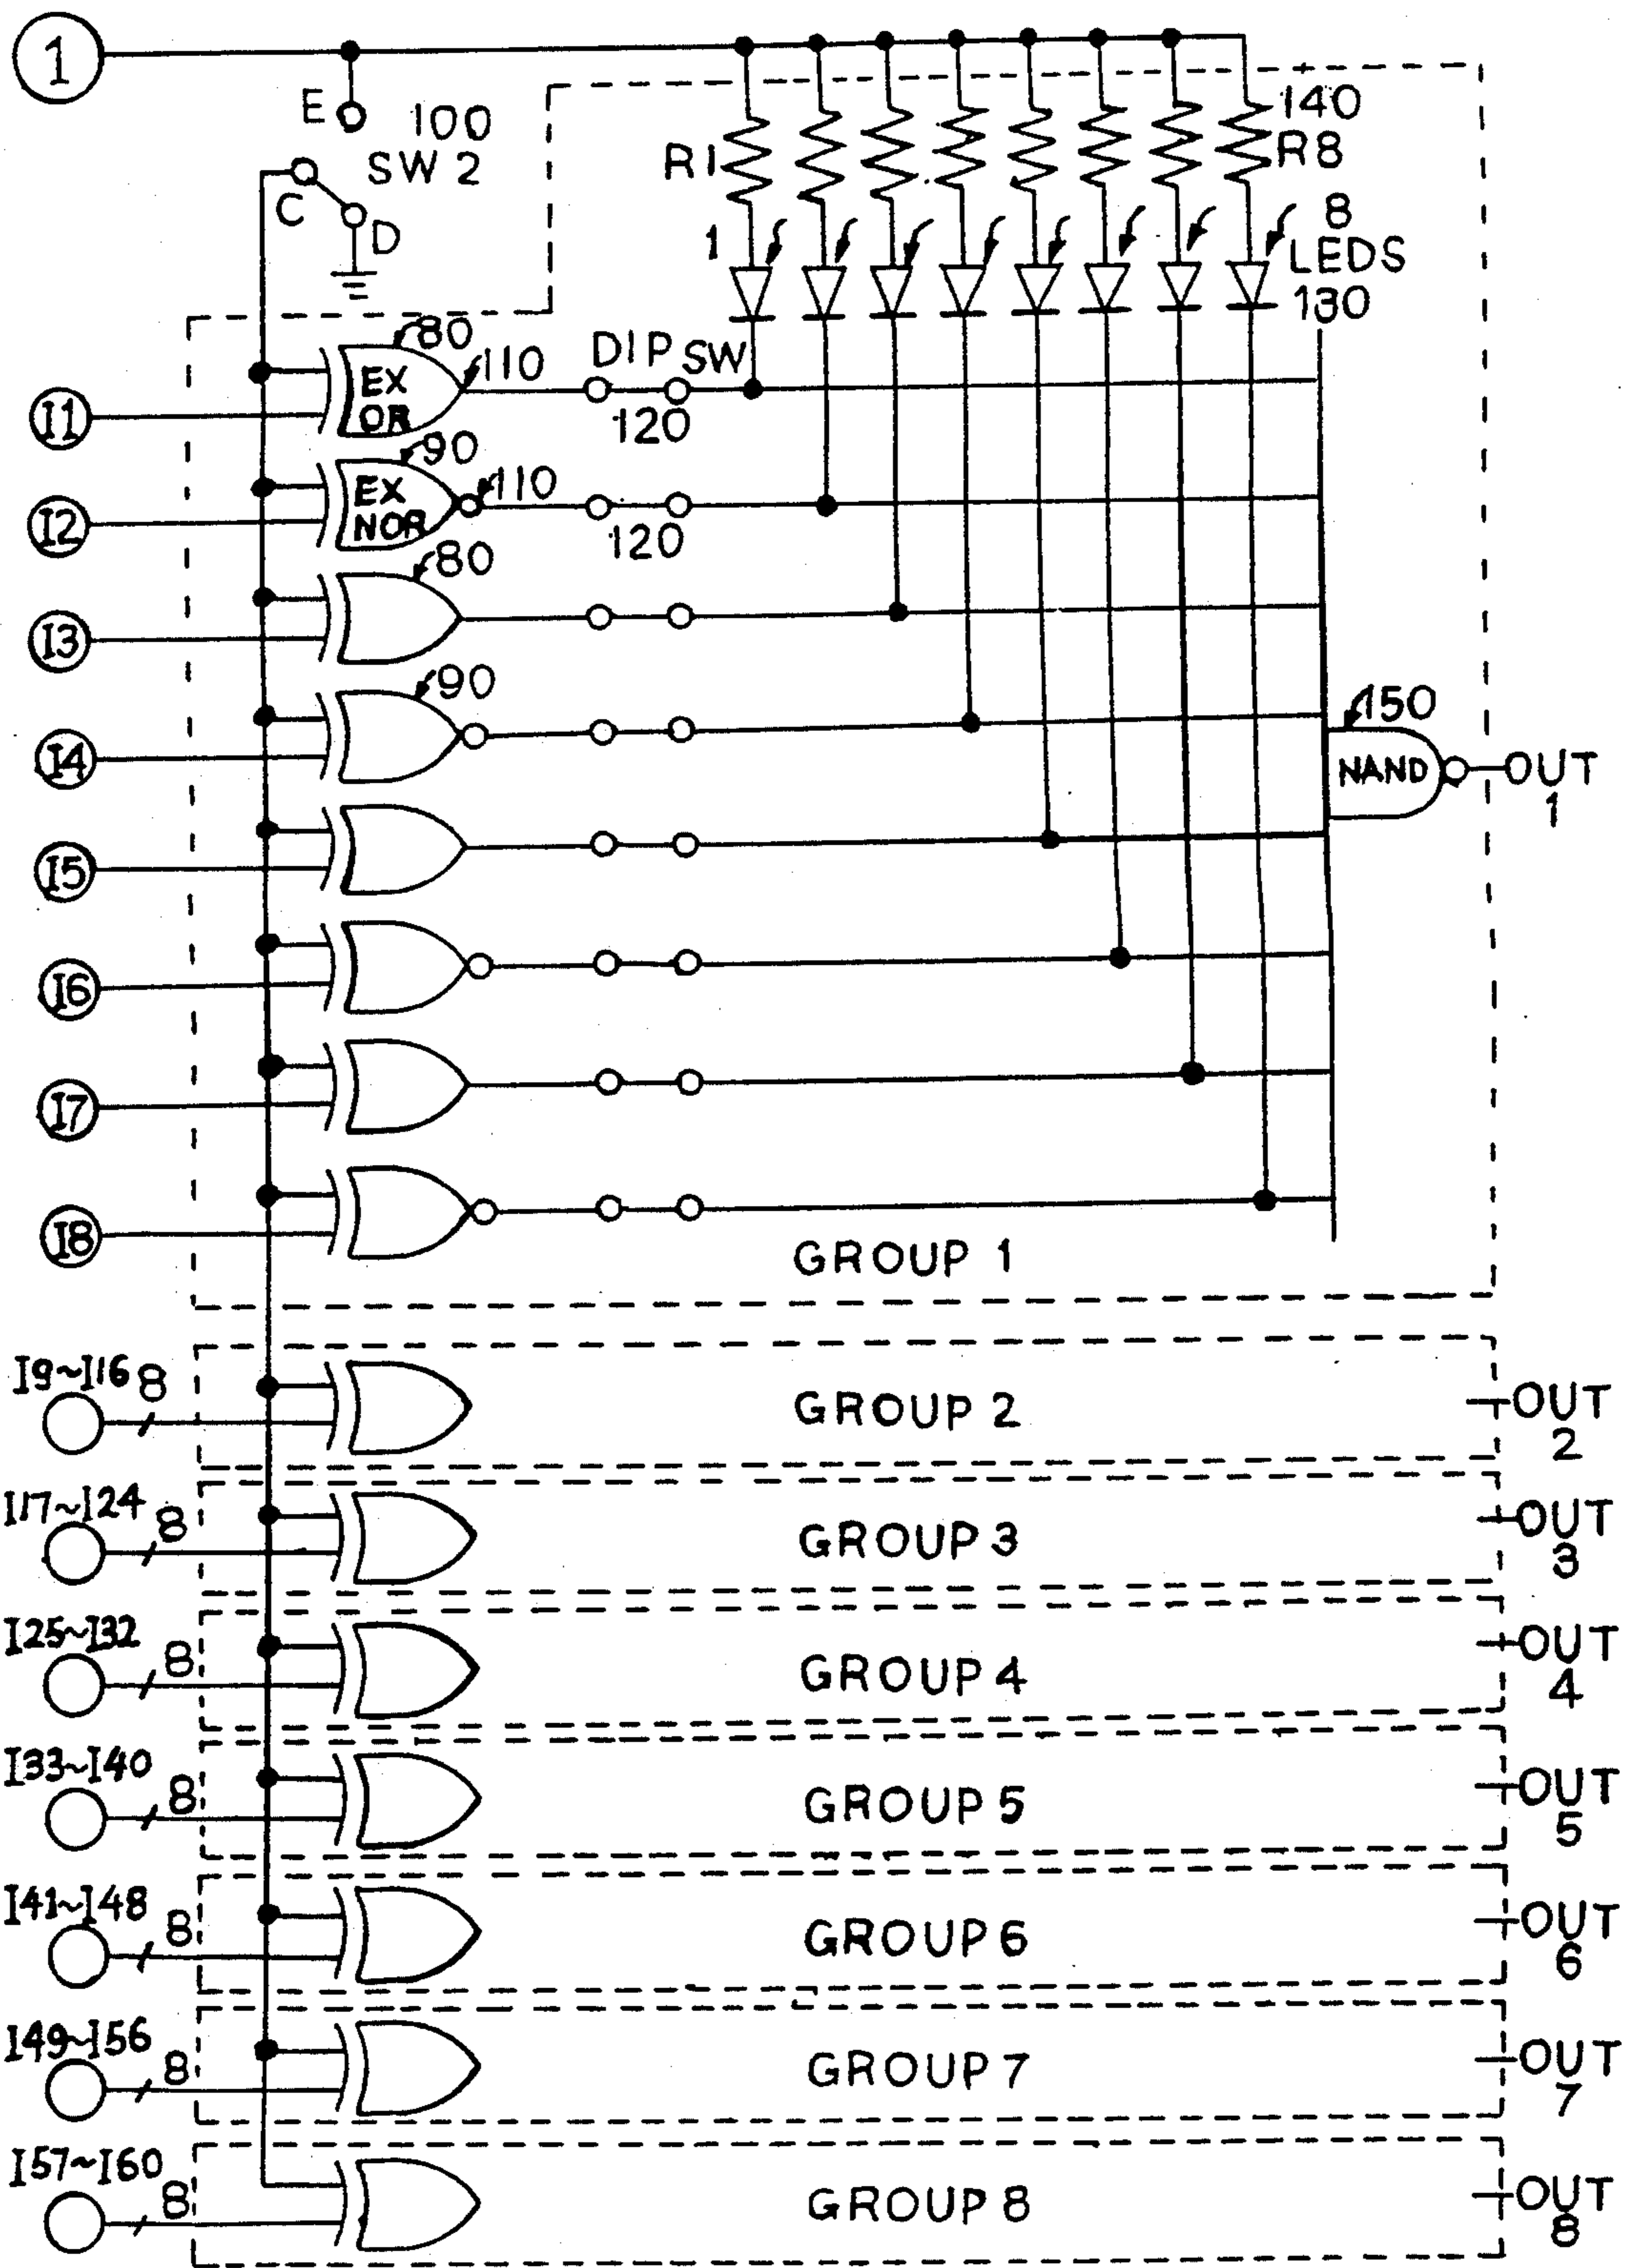 1
E 100
SW 2
C
D
140
R1 R8
1 8
LEDS
130
80
EX
OR
110
DIP SW
120
I1
90
EX
NOR
110
120
I2
80
I3
90
I4
150
NAND
OUT
1
I5
I6
I7
I8
GROUP 1
I9~I16 8
GROUP 2
OUT
2
I17~I24 8
GROUP 3
OUT
3
I25~I32 8
GROUP 4
OUT
4
I33~I40 8
GROUP 5
OUT
5
I41~I48 8
GROUP 6
OUT
6
I49~I56 8
GROUP 7
OUT
7
I57~I60 8
GROUP 8
OUT
8